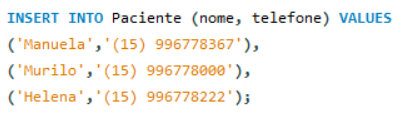 INSERT INTO Paciente (nome, telefone) VALUES
('Manuela','(15) 996778367'),
('Murilo','(15) 996778000'),
('Helena','(15) 996778222');